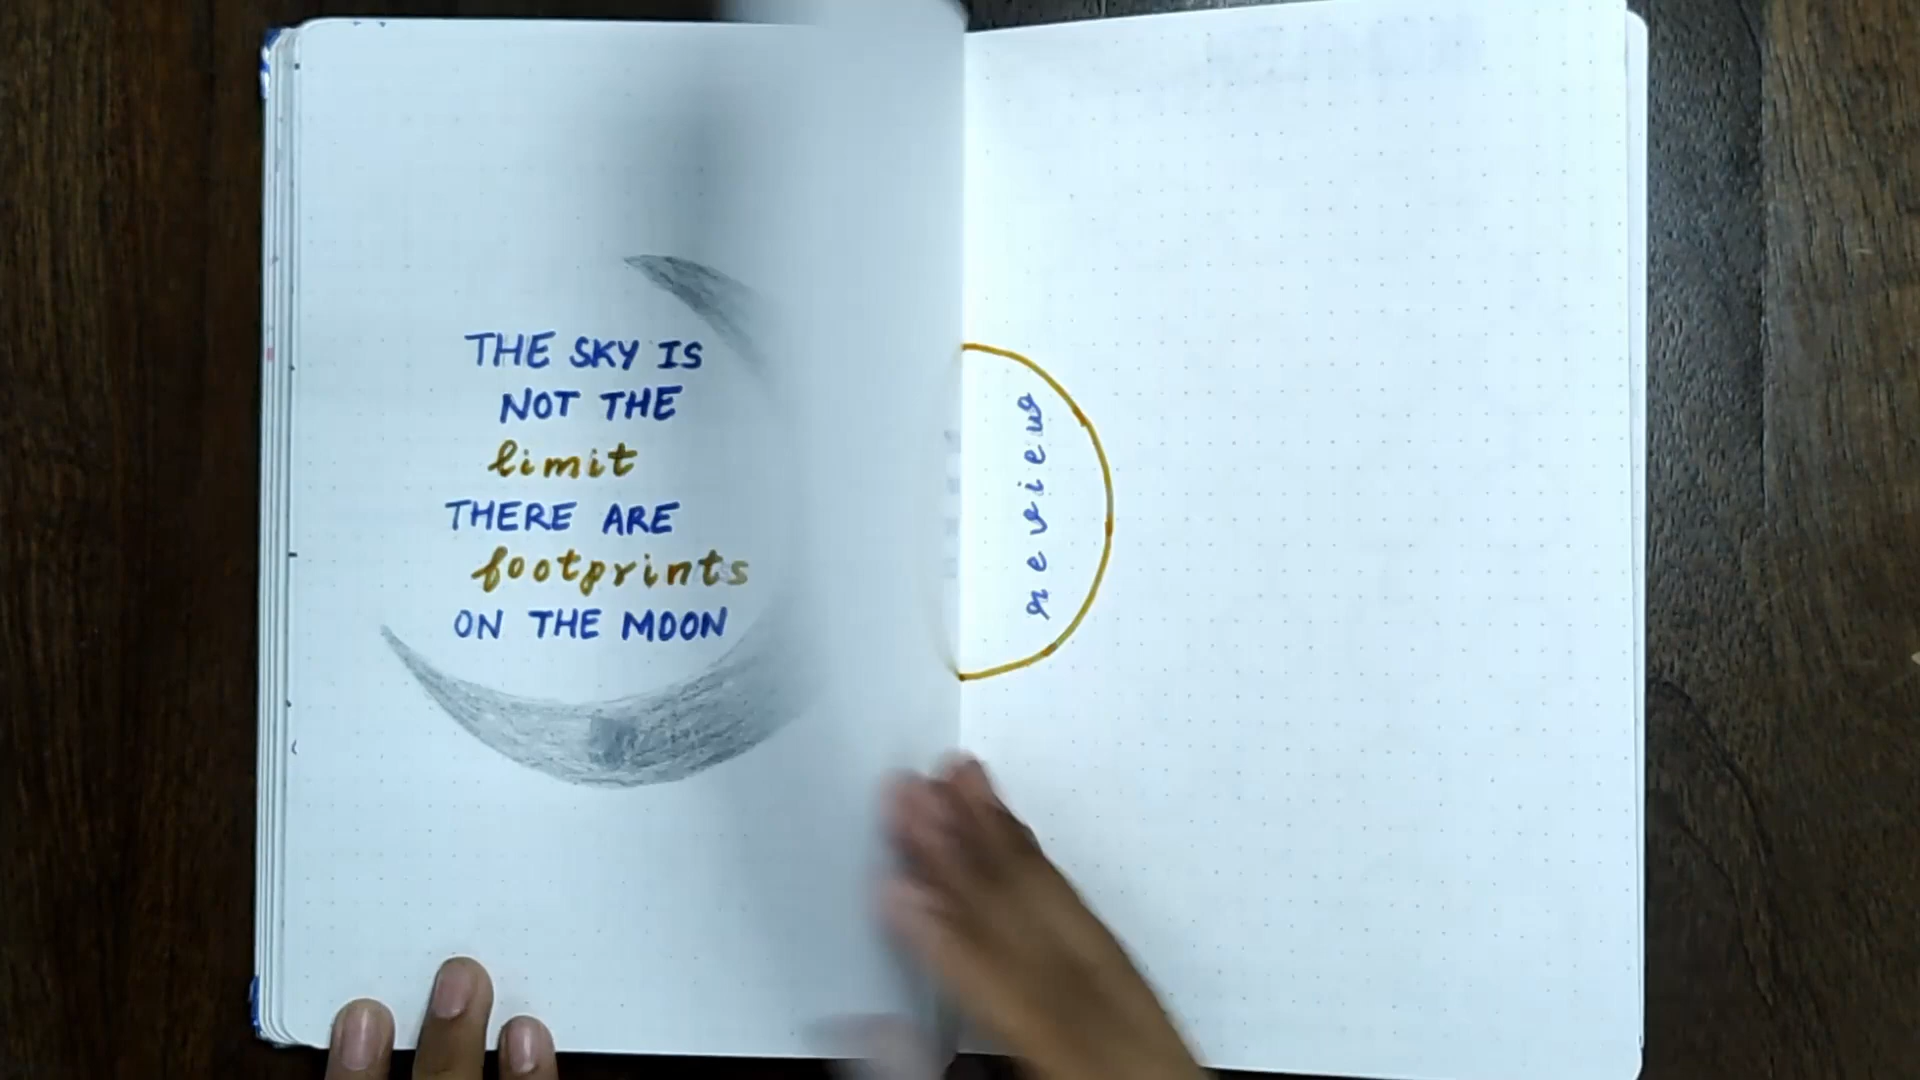 THE SKY IS
NOT THE
limit
THERE ARE
footprints
ON THE MOON
review